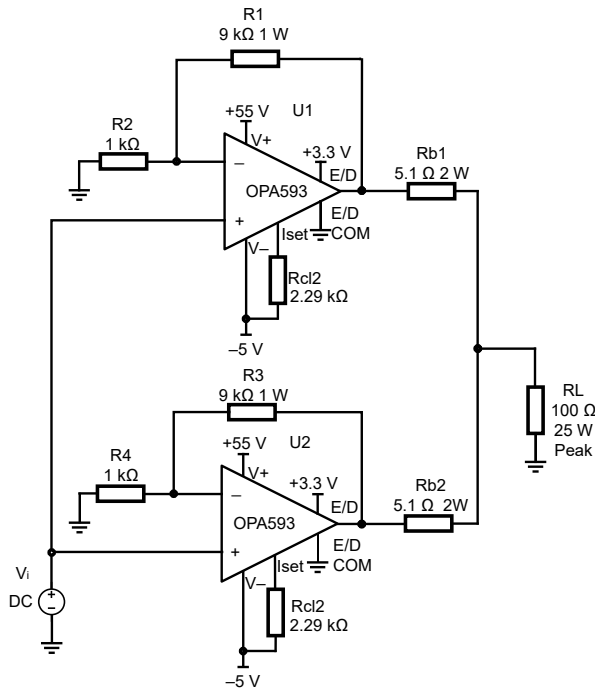 R1
9 kΩ 1 W
+55 V
U1
R2
1 kΩ
V+
+3.3 V
–
E/D
OPA593
Rb1
5.1 Ω 2 W
+
E/D
COM
Iset
V–
Rcl2
2.29 kΩ
–5 V
R3
9 kΩ 1 W
RL
100 Ω
25 W
Peak
+55 V
U2
R4
1 kΩ
V+
+3.3 V
–
E/D
OPA593
Rb2
5.1 Ω 2W
+
E/D
COM
Iset
V–
Vi
DC
+
–
Rcl2
2.29 kΩ
–5 V